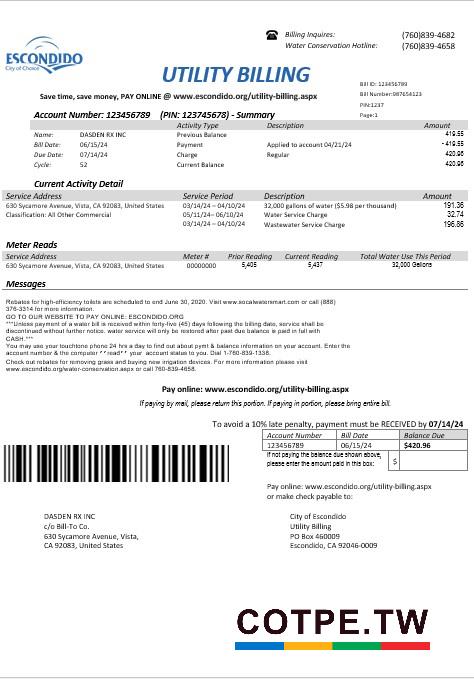 ESCONDIDO
City of Choice
Billing Inquires: (760)839-4682
Water Conservation Hotline: (760)839-4658
UTILITY BILLING
Save time, save money, PAY ONLINE @ www.escondido.org/utility-billing.aspx
Bill ID: 123456789
Bill Number:987654123
PIN:1237
Page:1
Account Number: 123456789 (PIN: 123745678) - Summary
Activity Type Description Amount
Name: DASDEN RX INC Previous Balance 419.55
Bill Date: 06/15/24 Payment Applied to account 04/21/24 -419.55
Due Date: 07/14/24 Charge Regular 420.96
Cycle: 52 Current Balance 420.96
Current Activity Detail
Service Address Service Period Description Amount
630 Sycamore Avenue, Vista, CA 92083, United States 03/14/24 – 04/10/24 32,000 gallons of water ($5.98 per thousand) 191.36
Classification: All Other Commercial 05/11/24– 06/10/24 Water Service Charge 32.74
03/14/24 – 04/10/24 Wastewater Service Charge 196.86
Meter Reads
Service Address Meter # Prior Reading Current Reading Total Water Use This Period
630 Sycamore Avenue, Vista, CA 92083, United States 00000000 5,405 5,437 32,000 Gallons
Messages
Rebates for high-efficiency toilets are scheduled to end June 30, 2020. Visit www.socalwatersmart.com or call (888)
376-3314 for more information.
GO TO OUR WEBSITE TO PAY ONLINE: ESCONDIDO.ORG
***Unless payment of a water bill is received within forty-five (45) days following the billing date, service shall be
discontinued without further notice. water service will only be restored after past due balance is paid in full with
CASH.***
You may use your touchtone phone 24 hrs a day to find out about pymt & balance information on your account. Enter the
account number & the computer **read** your account status to you. Dial 1-760-839-1338.
Check out rebates for removing grass and buying new irrigation devices. For more information please visit
www.escondido.org/water-conservation.aspx or call 760-839-4658.
Pay online: www.escondido.org/utility-billing.aspx
If paying by mail, please return this portion. If paying in portion, please bring entire bill.
To avoid a 10% late penalty, payment must be RECEIVED by 07/14/24
Account Number Bill Date Balance Due
123456789 06/15/24 $420.96
If not paying the balance due shown above,
please enter the amount paid in this box: $
Pay online: www.escondido.org/utility-billing.aspx
or make check payable to:
DASDEN RX INC
c/o Bill-To Co.
630 Sycamore Avenue, Vista,
CA 92083, United States
City of Escondido
Utility Billing
PO Box 460009
Escondido, CA 92046-0009
COTPE.TW